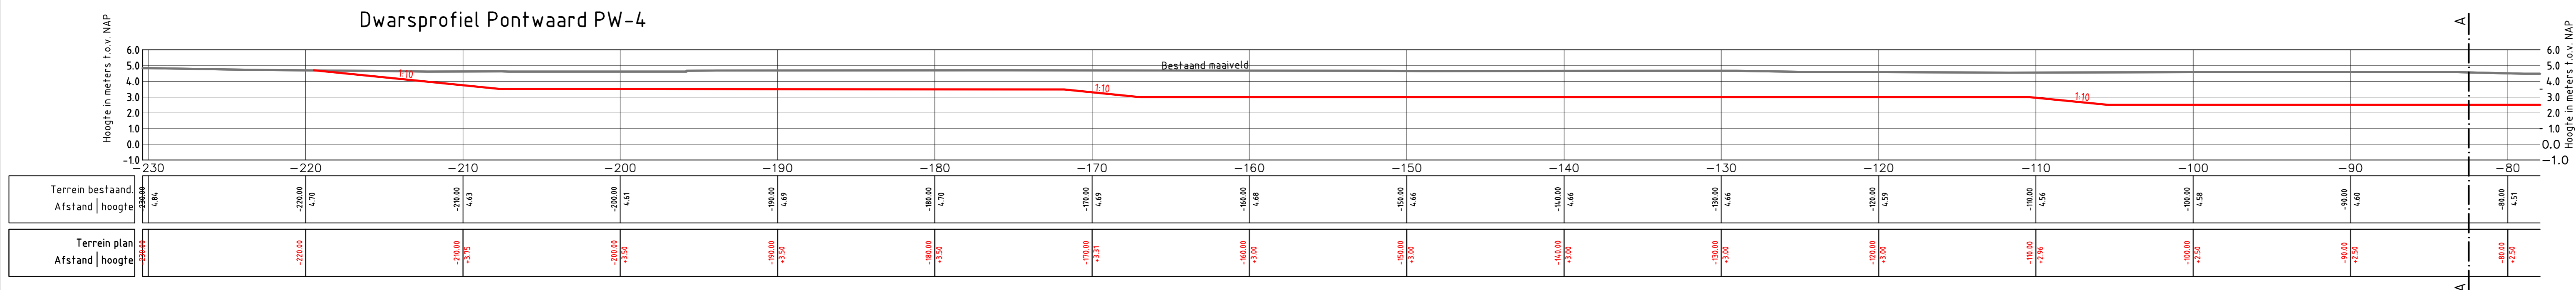 Dwarsprofiel Pontwaard PW-4
A
Hoogte in meters t.o.v. NAP
6.0
5.0
4.0
3.0
2.0
1.0
0.0
-1.0
Bestaand maaiveld
1:10
1:10
1:10
6.0
5.0
4.0
3.0
2.0
1.0
0.0
-1.0
Hoogte in meters t.o.v. NAP
-230 -220 -210 -200 -190 -180 -170 -160 -150 -140 -130 -120 -110 -100 -90 -80
Terrein bestaand.
Afstand | hoogte
-230.00 -220.00 -210.00 -200.00 -190.00 -180.00 -170.00 -160.00 -150.00 -140.00 -130.00 -120.00 -110.00 -100.00 -90.00 -80.00
4.84 4.70 4.63 4.61 4.69 4.70 4.69 4.68 4.66 4.66 4.66 4.59 4.56 4.58 4.60 4.51
Terrein plan
Afstand | hoogte
-230.00 -220.00 -210.00 -200.00 -190.00 -180.00 -170.00 -160.00 -150.00 -140.00 -130.00 -120.00 -110.00 -100.00 -90.00 -80.00
+3.75 +3.50 +3.50 +3.50 +3.31 +3.00 +3.00 +3.00 +3.00 +3.00 +2.96 +2.50 +2.50 +2.50
A